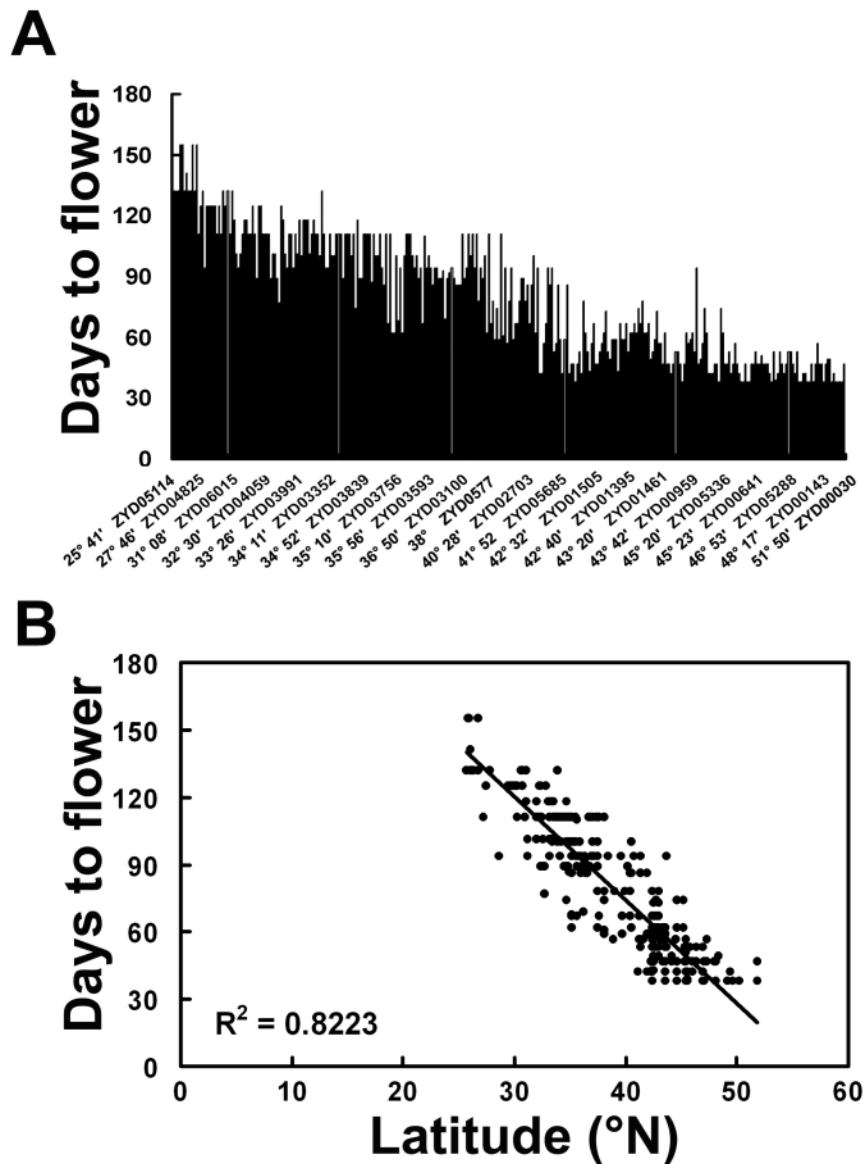 A
Days to flower
180
150
120
90
60
30
0
25° 41' ZYD05114
27° 46' ZYD04825
31° 08' ZYD06015
32° 30' ZYD04059
33° 26' ZYD03991
34° 11' ZYD03352
34° 52' ZYD03839
35° 10' ZYD03756
35° 56' ZYD03593
36° 50' ZYD03100
38° ZYD0577
40° 28' ZYD02703
41° 52 ZYD05685
42° 32' ZYD01505
42° 40' ZYD01395
43° 20' ZYD01461
43° 42' ZYD00959
45° 20' ZYD05336
45° 23' ZYD00641
46° 53' ZYD05288
48° 17' ZYD00143
51° 50' ZYD00030
B
Days to flower
180
150
120
90
60
30
0
R² = 0.8223
0 10 20 30 40 50 60
Latitude (°N)